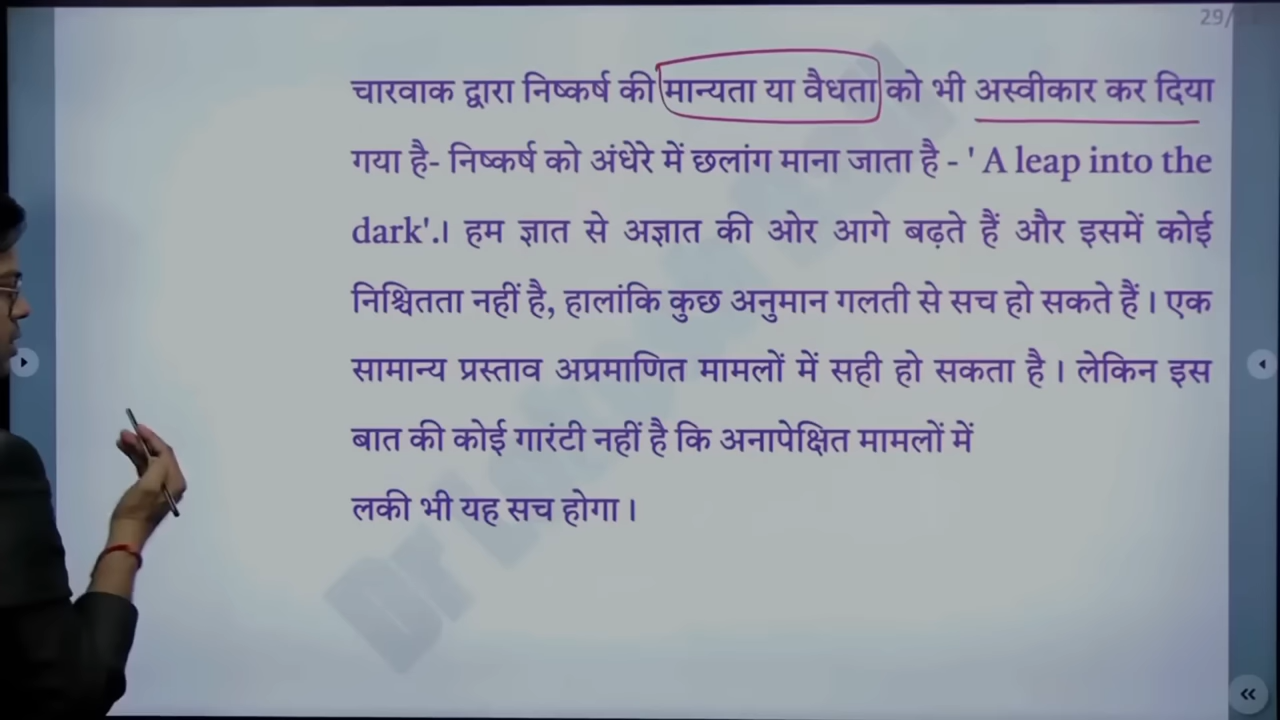 29/
चारवाक द्वारा निष्कर्ष की मान्यता या वैधता को भी अस्वीकार कर दिया
गया है- निष्कर्ष को अंधेरे में छलांग माना जाता है - ' A leap into the
dark'.। हम ज्ञात से अज्ञात की ओर आगे बढ़ते हैं और इसमें कोई
निश्चितता नहीं है, हालांकि कुछ अनुमान गलती से सच हो सकते हैं । एक
सामान्य प्रस्ताव अप्रमाणित मामलों में सही हो सकता है । लेकिन इस
बात की कोई गारंटी नहीं है कि अनापेक्षित मामलों में
लकी भी यह सच होगा ।